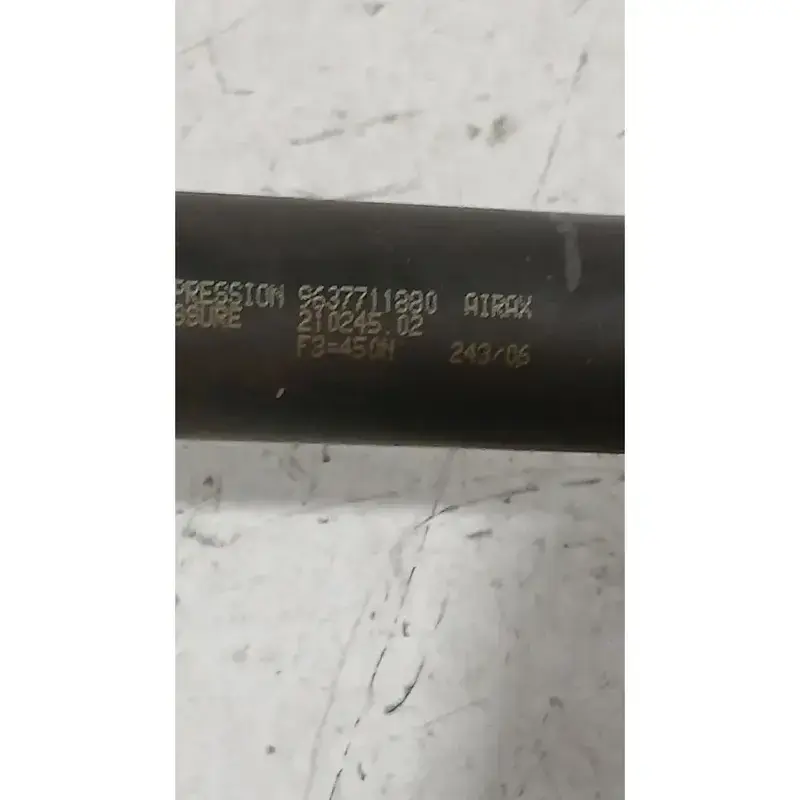 PRESSION 9637711880 AIRAX
SSURE 210245.02
F3=450N 243/06